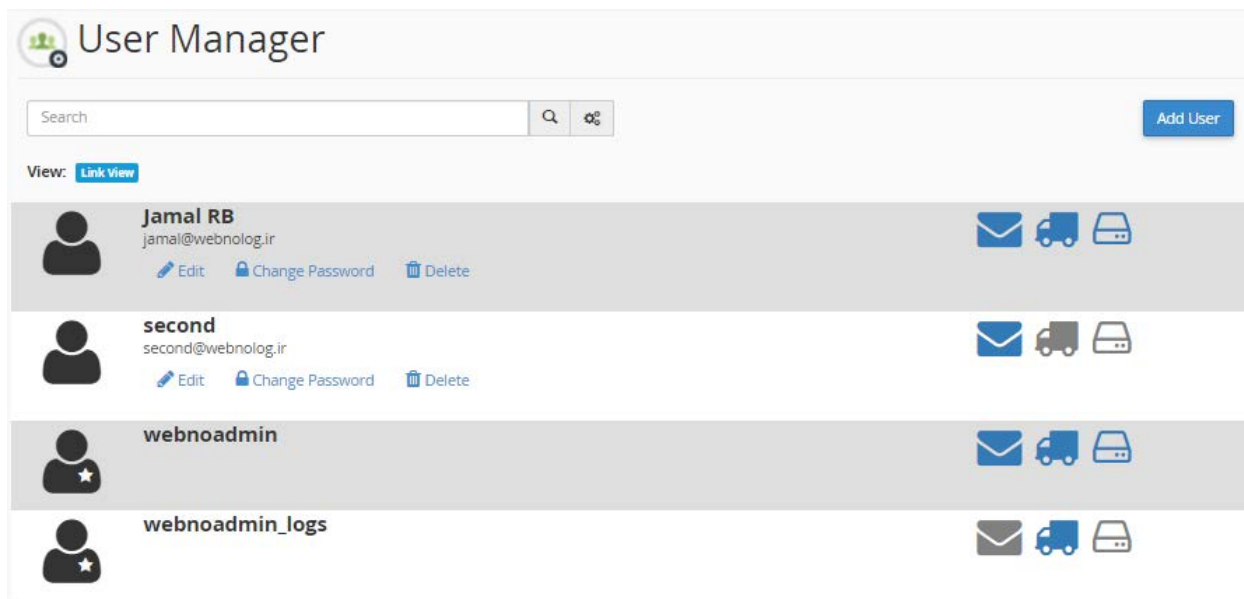 User Manager
Search
Add User
View: Link View
Jamal RB
jamal@webnolog.ir
Edit Change Password Delete
second
second@webnolog.ir
Edit Change Password Delete
webnoadmin
webnoadmin_logs